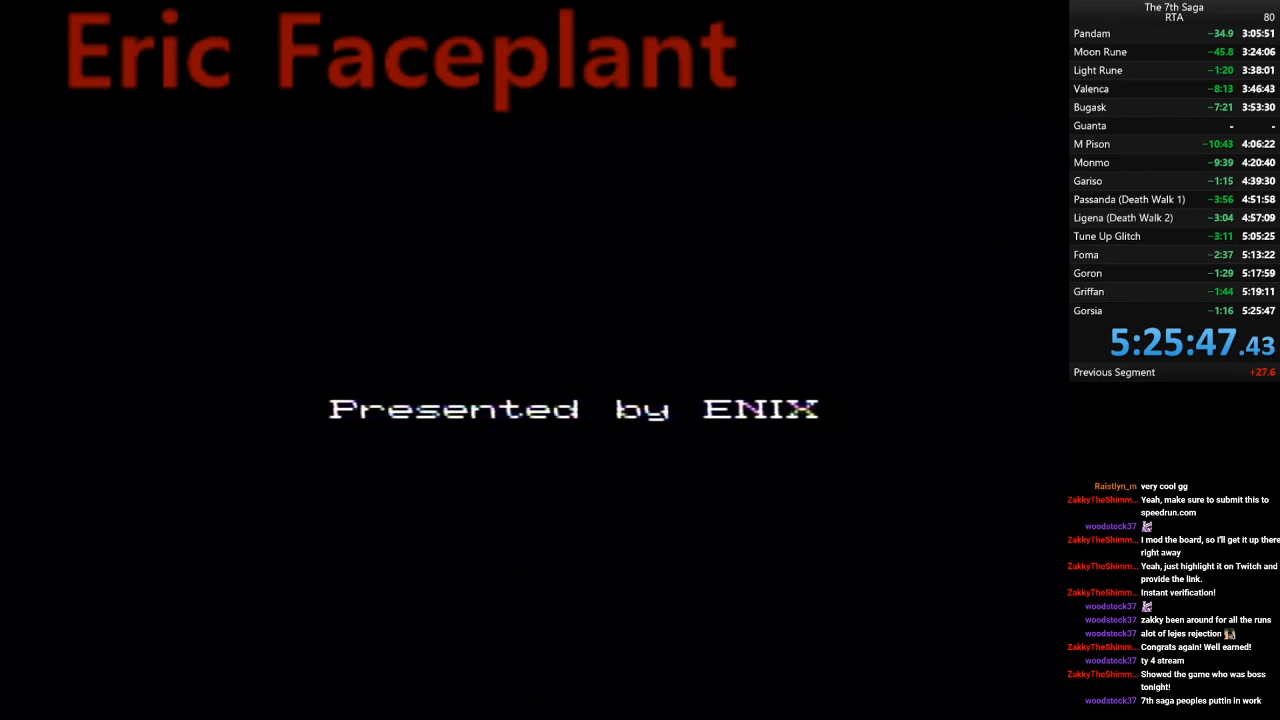 Eric Faceplant
Presented by ENIX
The 7th Saga
RTA 80
Pandam −34.9 3:05:51
Moon Rune −45.8 3:24:06
Light Rune −1:20 3:38:01
Valenca −8:13 3:46:43
Bugask −7:21 3:53:30
Guanta - -
M Pison −10:43 4:06:22
Monmo −9:39 4:20:40
Gariso −1:15 4:39:30
Passanda (Death Walk 1) −3:56 4:51:58
Ligena (Death Walk 2) −3:04 4:57:09
Tune Up Glitch −3:11 5:05:25
Foma −2:37 5:13:22
Goron −1:29 5:17:59
Griffan −1:44 5:19:11
Gorsia −1:16 5:25:47
5:25:47.43
Previous Segment +27.6
Raistlyn_m very cool gg
ZakkyTheShimm... Yeah, make sure to submit this to
speedrun.com
woodstock37
ZakkyTheShimm... I mod the board, so I'll get it up there
right away
ZakkyTheShimm... Yeah, just highlight it on Twitch and
provide the link.
ZakkyTheShimm... Instant verification!
woodstock37
woodstock37 zakky been around for all the runs
woodstock37 alot of lejes rejection
ZakkyTheShimm... Congrats again! Well earned!
woodstock37 ty 4 stream
ZakkyTheShimm... Showed the game who was boss
tonight!
woodstock37 7th saga peoples puttin in work